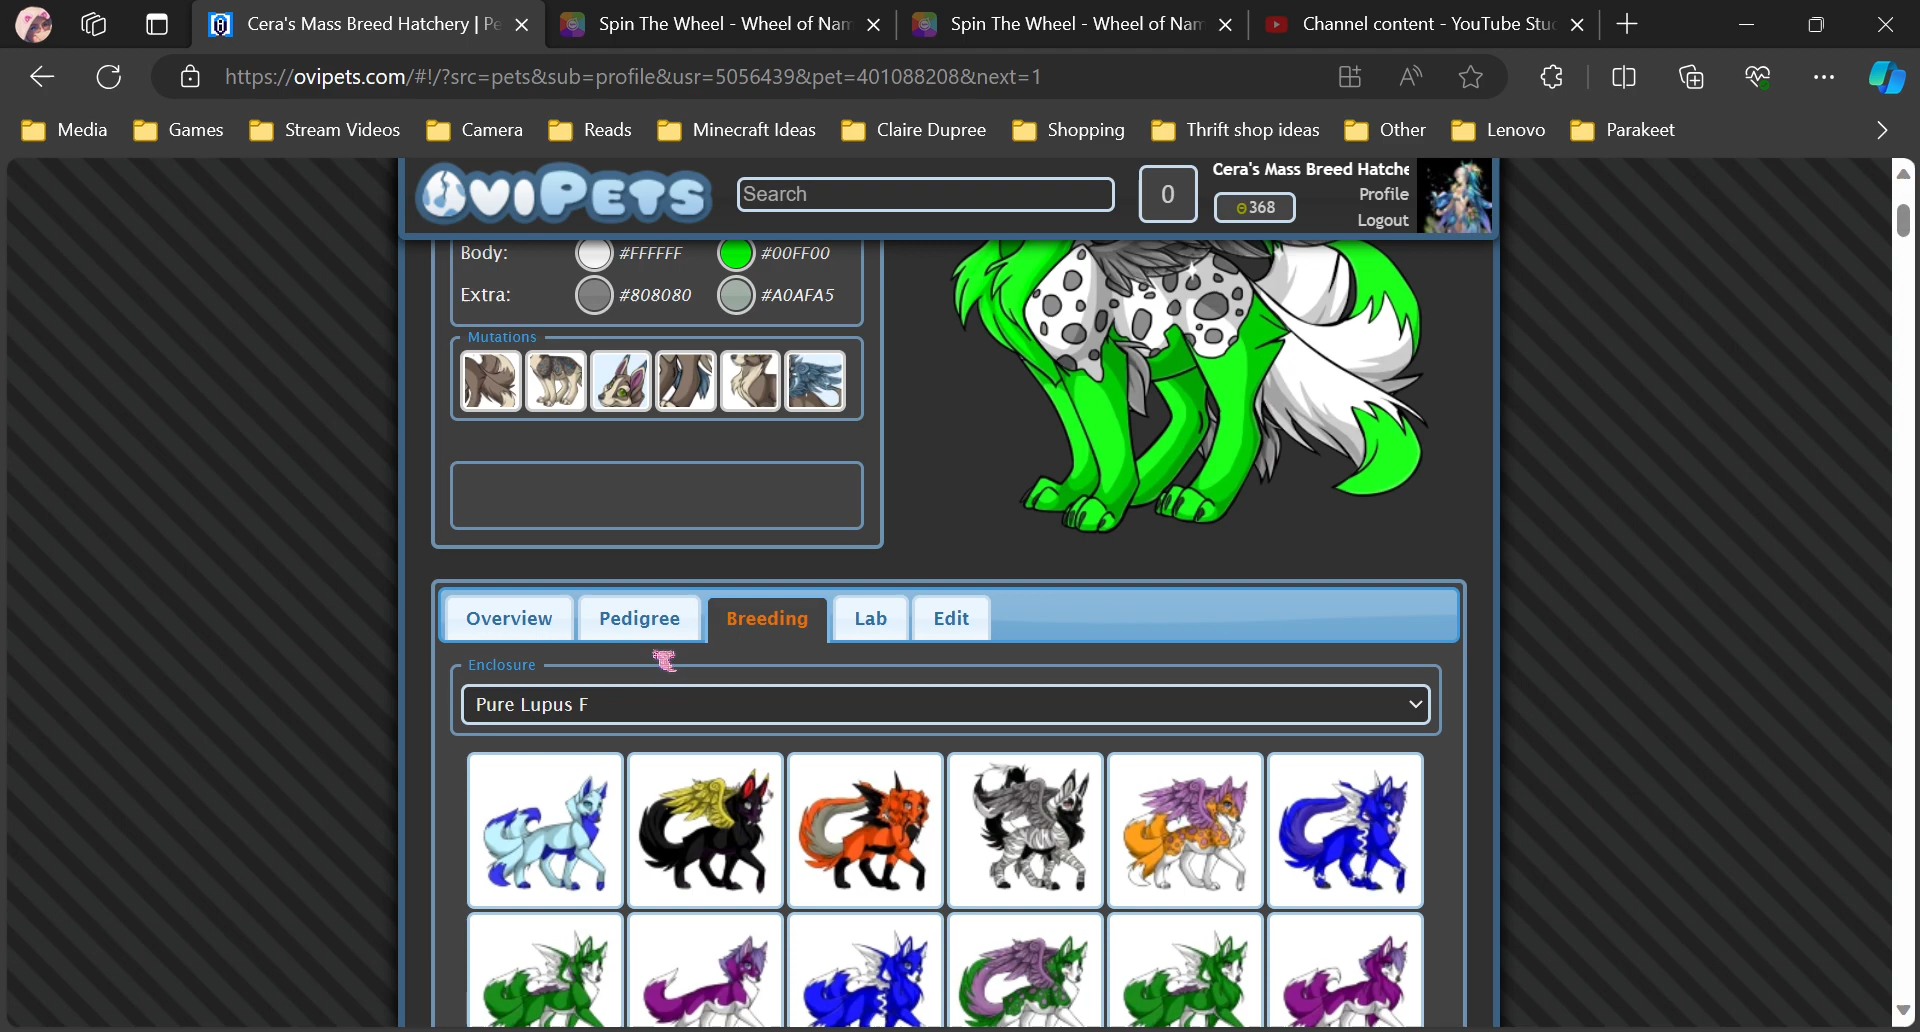 Cera's Mass Breed Hatchery | Pe
Spin The Wheel - Wheel of Nam
Spin The Wheel - Wheel of Nam
Channel content - YouTube Stu
https://ovipets.com/#!/?src=pets&sub=profile&usr=5056439&pet=401088208&next=1
Media
Games
Stream Videos
Camera
Reads
Minecraft Ideas
Claire Dupree
Shopping
Thrift shop ideas
Other
Lenovo
Parakeet
OviPets
Search
0
Cera's Mass Breed Hatche
368
Profile
Logout
Body: #FFFFFF #00FF00
Extra: #808080 #A0AFA5
Mutations
Overview
Pedigree
Breeding
Lab
Edit
Enclosure
Pure Lupus F